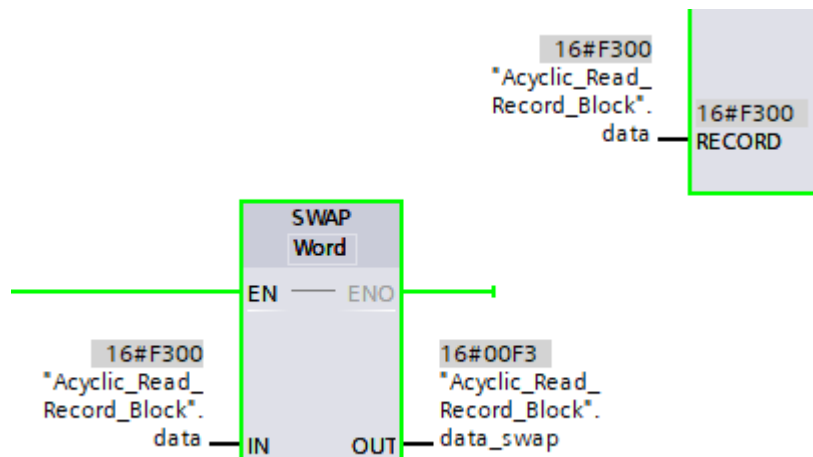 16#F300
"Acyclic_Read_
Record_Block".
data
16#F300
RECORD
SWAP
Word
EN
ENO
16#F300
"Acyclic_Read_
Record_Block".
data
IN
OUT
16#00F3
"Acyclic_Read_
Record_Block".
data_swap